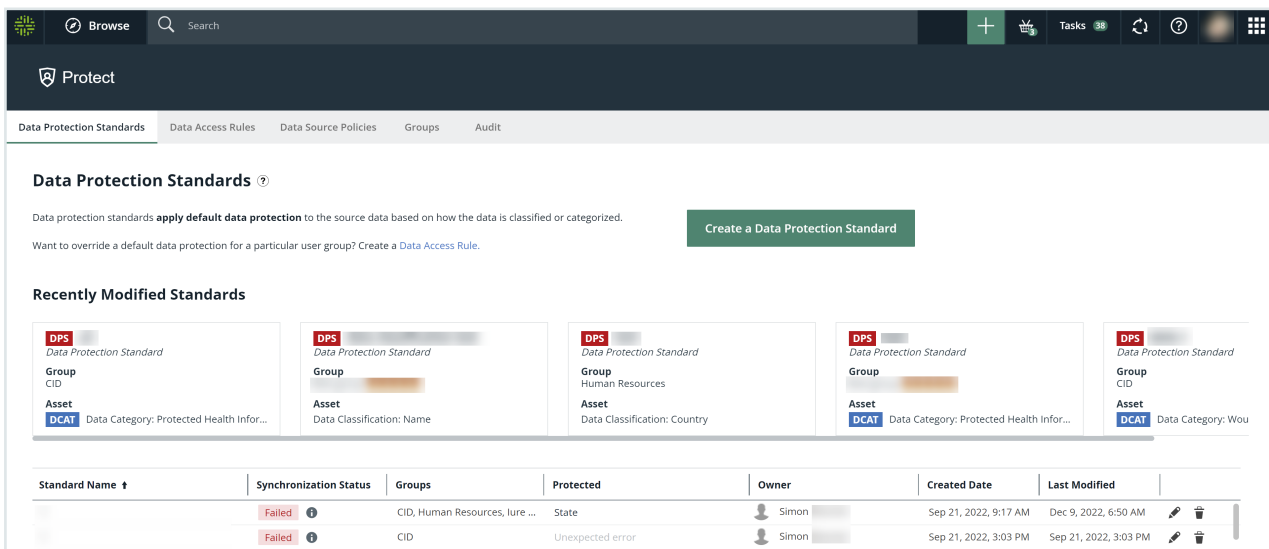 Browse Search Tasks 38
3
Protect
Data Protection Standards Data Access Rules Data Source Policies Groups Audit
Data Protection Standards ?
Data protection standards apply default data protection to the source data based on how the data is classified or categorized.
Want to override a default data protection for a particular user group? Create a Data Access Rule.
Create a Data Protection Standard
Recently Modified Standards
DPS
Data Protection Standard
Group
CID
Asset
DCAT Data Category: Protected Health Infor...
DPS
Data Protection Standard
Group
Asset
Data Classification: Name
DPS
Data Protection Standard
Group
Human Resources
Asset
Data Classification: Country
DPS
Data Protection Standard
Group
Asset
DCAT Data Category: Protected Health Infor...
DPS
Data Protection Standard
Group
CID
Asset
DCAT Data Category: Wou
Standard Name Synchronization Status Groups Protected Owner Created Date Last Modified
Failed CID, Human Resources, Iure ... State Simon Sep 21, 2022, 9:17 AM Dec 9, 2022, 6:50 AM
Failed CID Unexpected error Simon Sep 21, 2022, 3:03 PM Sep 21, 2022, 3:03 PM